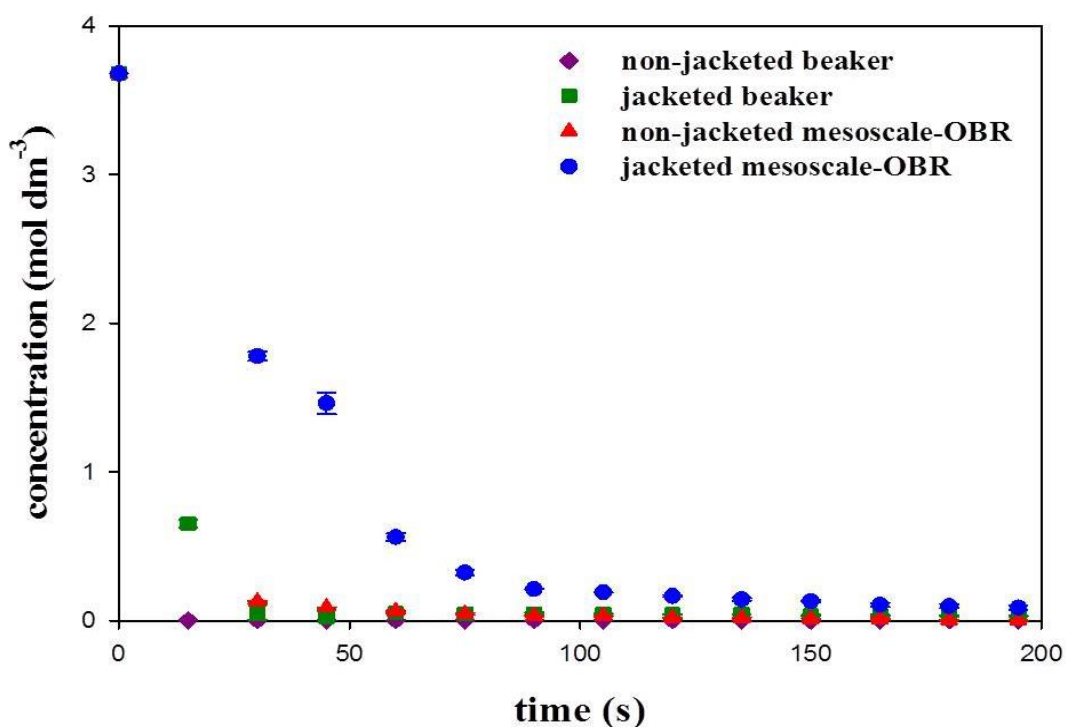 4
3
2
1
0
concentration (mol dm⁻³)
non-jacketed beaker
jacketed beaker
non-jacketed mesoscale-OBR
jacketed mesoscale-OBR
0 50 100 150 200
time (s)